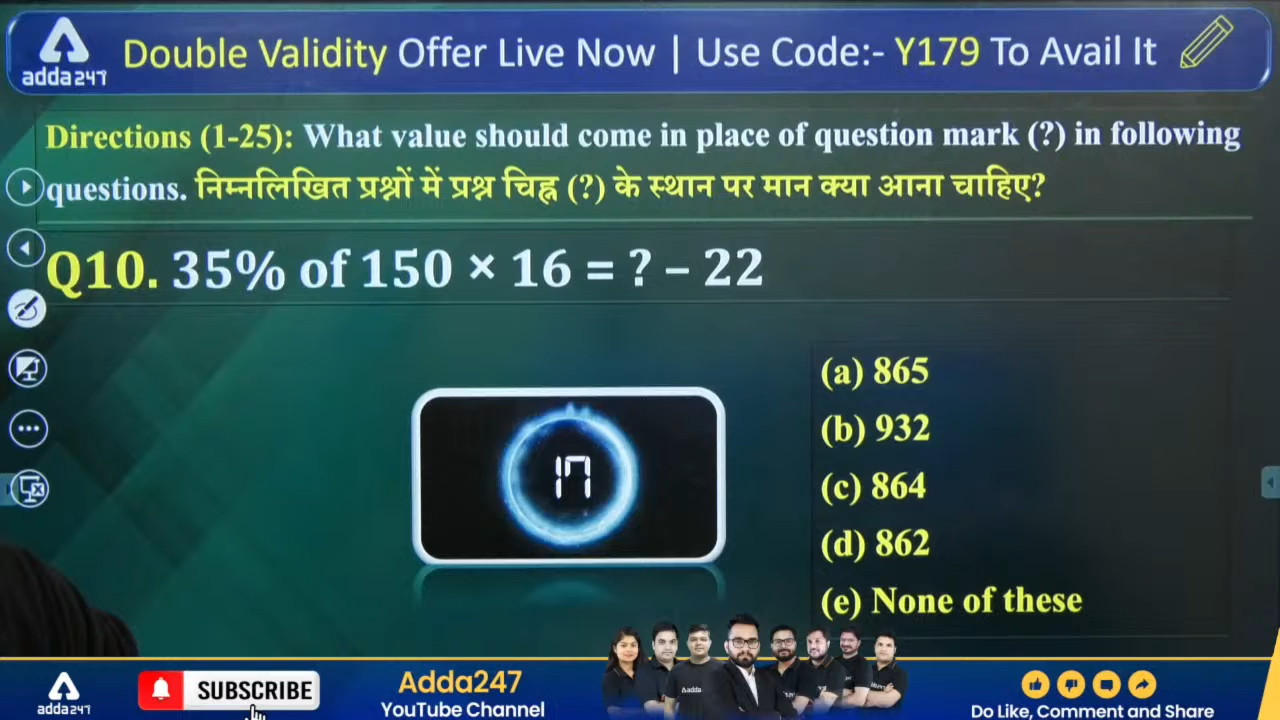 adda247
Double Validity Offer Live Now | Use Code:- Y179 To Avail It
Directions (1-25): What value should come in place of question mark (?) in following
questions. निम्नलिखित प्रश्नों में प्रश्न चिह्न (?) के स्थान पर मान क्या आना चाहिए?
Q10. 35% of 150 × 16 = ? – 22
17
(a) 865
(b) 932
(c) 864
(d) 862
(e) None of these
adda247
SUBSCRIBE
Adda247
YouTube Channel
Do Like, Comment and Share